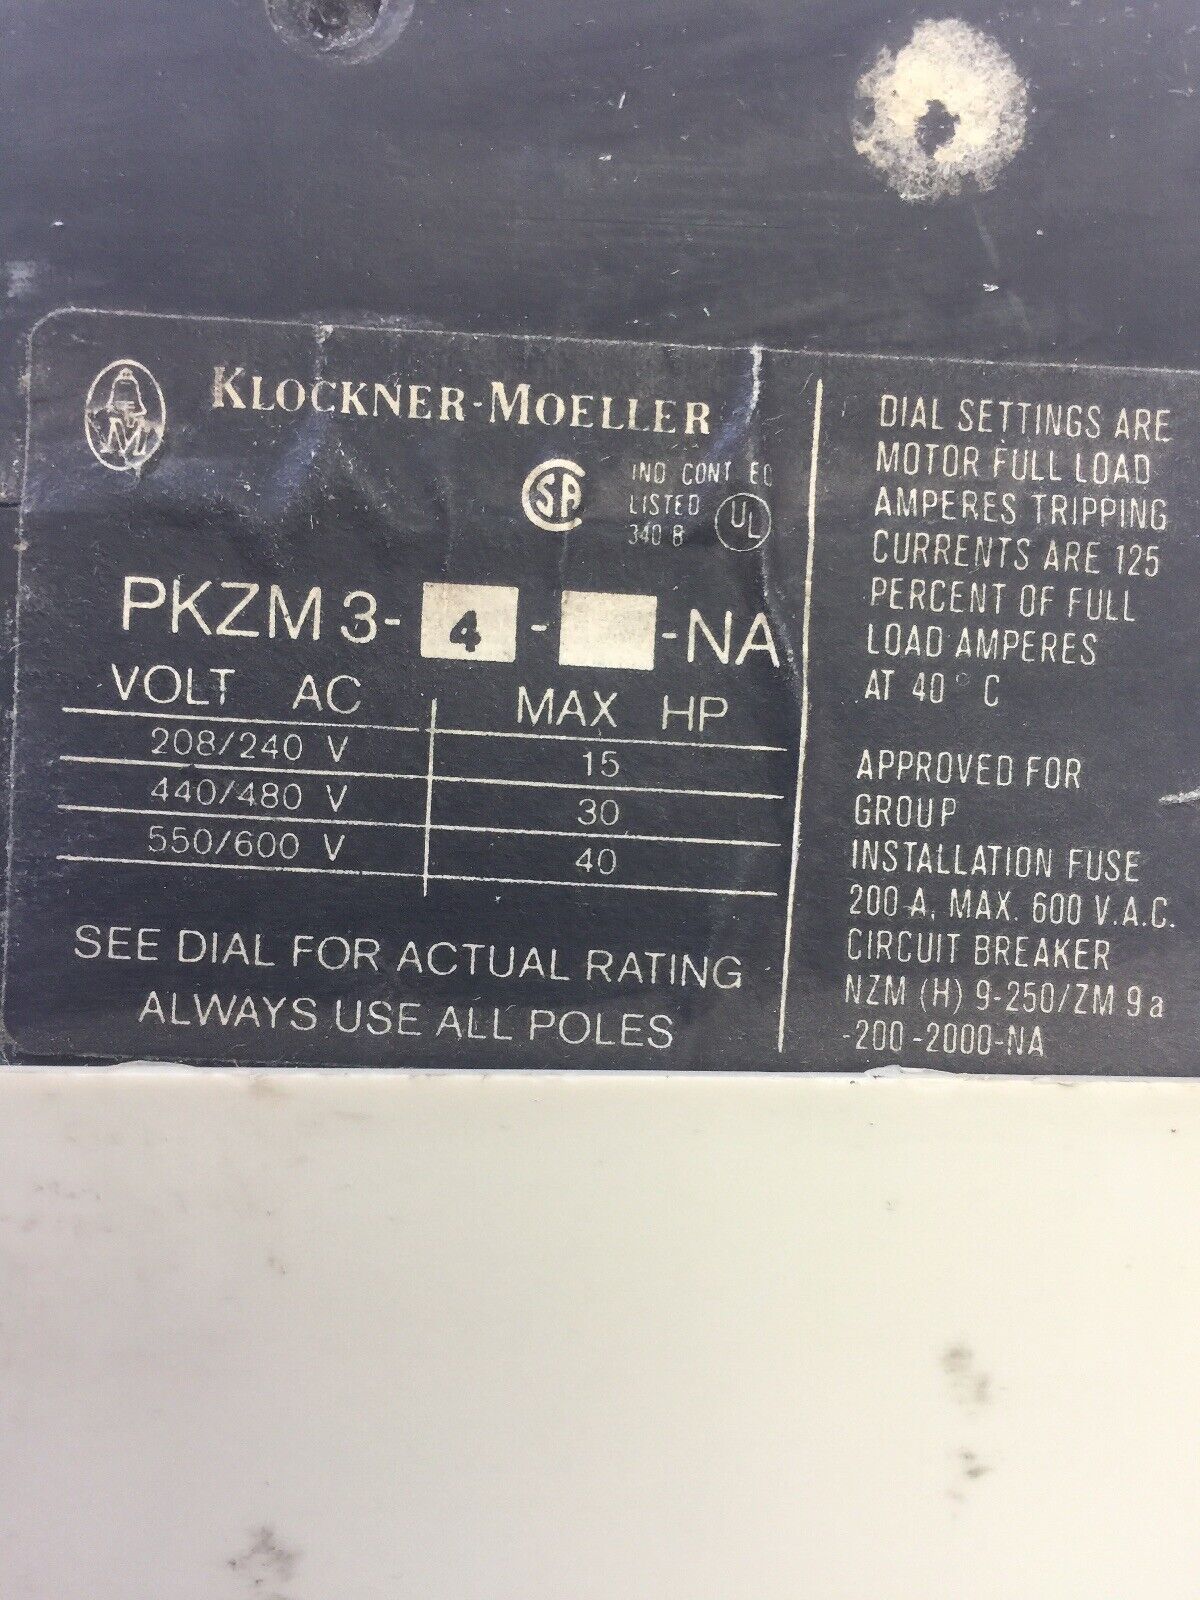 KLOCKNER-MOELLER
M
SA
IND CONT EQ
LISTED
340 B
UL
PKZM 3-4- -NA
VOLT AC MAX HP
208/240 V 15
440/480 V 30
550/600 V 40
SEE DIAL FOR ACTUAL RATING
ALWAYS USE ALL POLES
DIAL SETTINGS ARE
MOTOR FULL LOAD
AMPERES TRIPPING
CURRENTS ARE 125
PERCENT OF FULL
LOAD AMPERES
AT 40° C
APPROVED FOR
GROUP
INSTALLATION FUSE
200 A, MAX. 600 V.A.C.
CIRCUIT BREAKER
NZM (H) 9-250/ZM 9a
-200-2000-NA